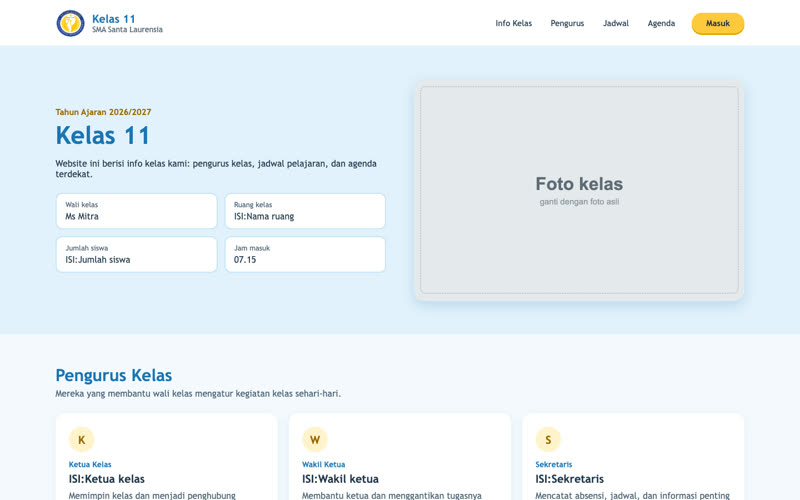 Kelas 11
SMA Santa Laurensia
Info Kelas
Pengurus
Jadwal
Agenda
Masuk
Tahun Ajaran 2026/2027
Kelas 11
Website ini berisi info kelas kami: pengurus kelas, jadwal pelajaran, dan agenda
terdekat.
Wali kelas
Ms Mitra
Ruang kelas
ISI:Nama ruang
Jumlah siswa
ISI:Jumlah siswa
Jam masuk
07.15
Foto kelas
ganti dengan foto asli
Pengurus Kelas
Mereka yang membantu wali kelas mengatur kegiatan kelas sehari-hari.
K
Ketua Kelas
ISI:Ketua kelas
Memimpin kelas dan menjadi penghubung
W
Wakil Ketua
ISI:Wakil ketua
Membantu ketua dan menggantikan tugasnya
S
Sekretaris
ISI:Sekretaris
Mencatat absensi, jadwal, dan informasi penting